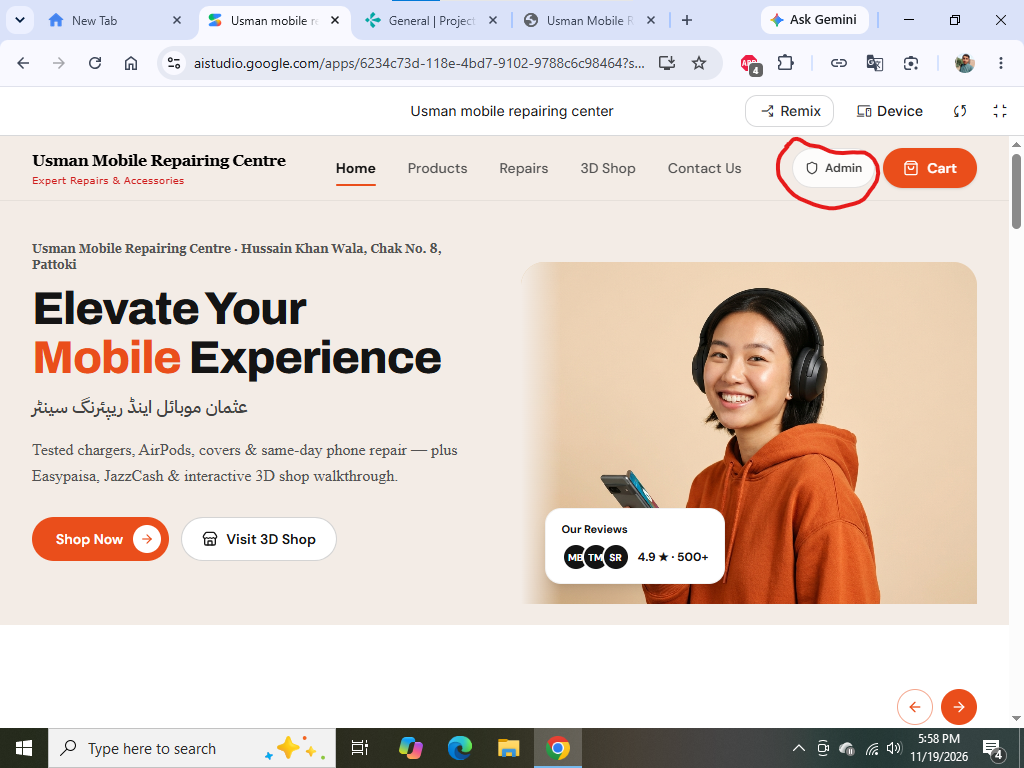 New Tab
Usman mobile re
General | Project
Usman Mobile R
Ask Gemini
aistudio.google.com/apps/6234c73d-118e-4bd7-9102-9788c6c98464?s...
ABP
4
Usman mobile repairing center
Remix
Device
Usman Mobile Repairing Centre
Expert Repairs & Accessories
Home
Products
Repairs
3D Shop
Contact Us
Admin
Cart
Usman Mobile Repairing Centre · Hussain Khan Wala, Chak No. 8,
Pattoki
Elevate Your
Mobile Experience
عثمان موبائل اینڈ ریپئرنگ سینٹر
Tested chargers, AirPods, covers & same-day phone repair — plus
Easypaisa, JazzCash & interactive 3D shop walkthrough.
Shop Now
Visit 3D Shop
Our Reviews
TM
SR
4.9 ★ · 500+
Type here to search
5:58 PM
11/19/2026
4